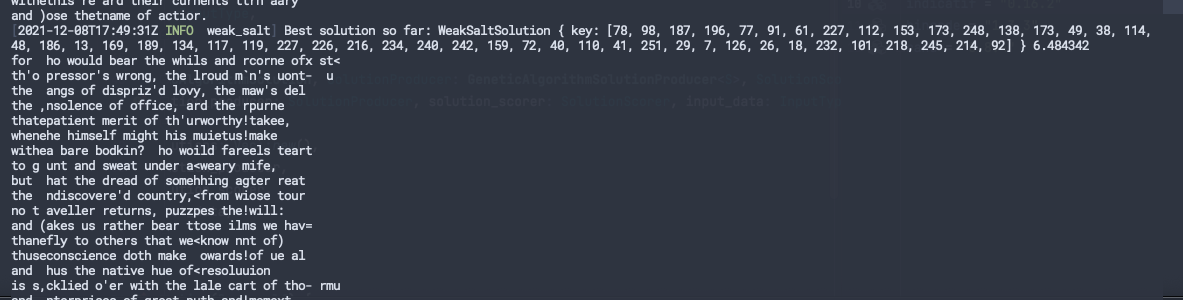 withethis re ard their currents ttrn aary
and )ose thetname of actior.
[2021-12-08T17:49:31Z INFO  weak_salt] Best solution so far: WeakSaltSolution { key: [78, 98, 187, 196, 77, 91, 61, 227, 112, 153, 173, 248, 138, 173, 49, 38, 114,
48, 186, 13, 169, 189, 134, 117, 119, 227, 226, 216, 234, 240, 242, 159, 72, 40, 110, 41, 251, 29, 7, 126, 26, 18, 232, 101, 218, 245, 214, 92] } 6.484342
for  ho would bear the whils and rcorne ofx st<
th'o pressor's wrong, the lroud m`n's uont-  u
the  angs of dispriz'd lovy, the maw's del
the ,nsolence of office, ard the rpurne
thatepatient merit of th'urworthy!takee,
whenehe himself might his muietus!make
withea bare bodkin?  ho woild fareels teart
to g unt and sweat under a<weary mife,
but  hat the dread of somehhing agter reat
the  ndiscovere'd country,<from wiose tour
no t aveller returns, puzzpes the!will:
and (akes us rather bear ttose ilms we hav=
thanefly to others that we<know nnt of)
thuseconscience doth make  owards!of ue al
and  hus the native hue of<resoluuion
is s,cklied o'er with the lale cart of tho- rmu